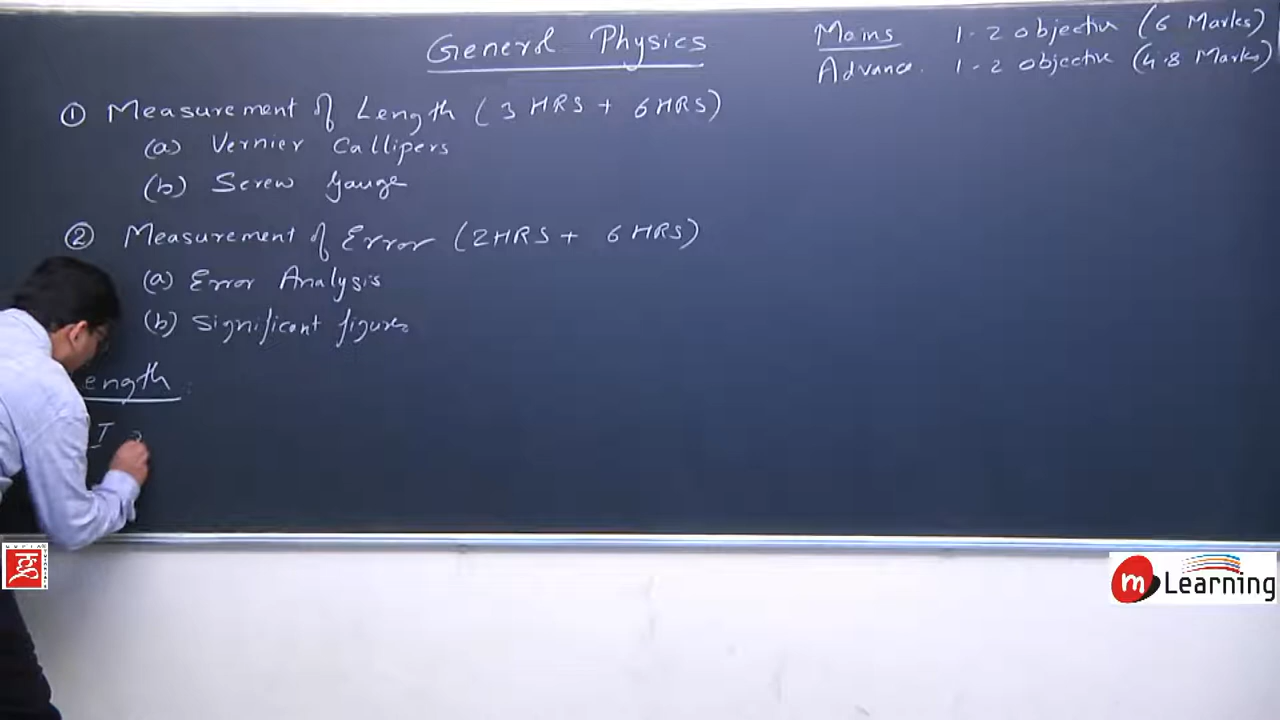 General Physics
Mains 1-2 objective (6 Marks)
Advance. 1-2 objective (4-8 Marks)
① Measurement of Length (3 HRS + 6 HRS)
(a) Vernier Callipers
(b) Screw Gauge
② Measurement of Error (2HRS + 6 HRS)
(a) Error Analysis
(b) Significant figures
ength :
I
m Learning